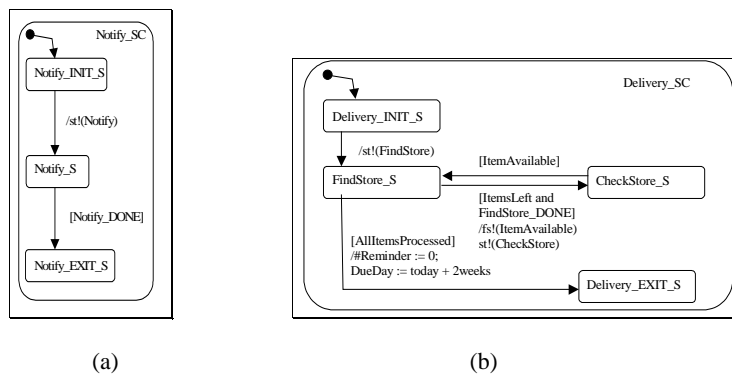 Notify_SC
Notify_INIT_S
/st!(Notify)
Notify_S
[Notify_DONE]
Notify_EXIT_S
(a)
Delivery_SC
Delivery_INIT_S
/st!(FindStore)
[ItemAvailable]
FindStore_S
CheckStore_S
[ItemsLeft and
FindStore_DONE]
/fs!(ItemAvailable)
st!(CheckStore)
[AllItemsProcessed]
/#Reminder := 0;
DueDay := today + 2weeks
Delivery_EXIT_S
(b)